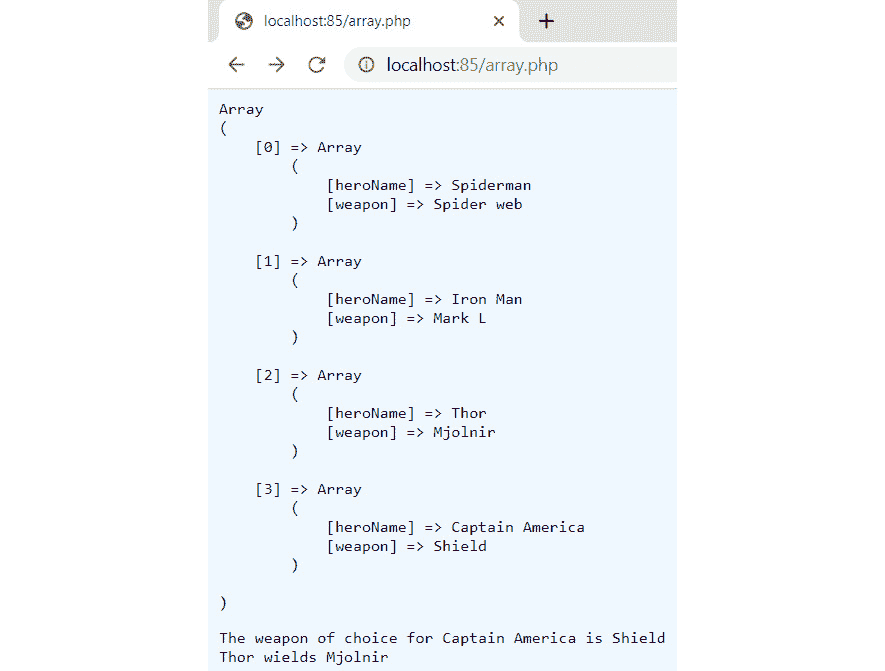 localhost:85/array.php
localhost:85/array.php
Array
(
    [0] => Array
        (
            [heroName] => Spiderman
            [weapon] => Spider web
        )

    [1] => Array
        (
            [heroName] => Iron Man
            [weapon] => Mark L
        )

    [2] => Array
        (
            [heroName] => Thor
            [weapon] => Mjolnir
        )

    [3] => Array
        (
            [heroName] => Captain America
            [weapon] => Shield
        )

)
The weapon of choice for Captain America is Shield
Thor wields Mjolnir